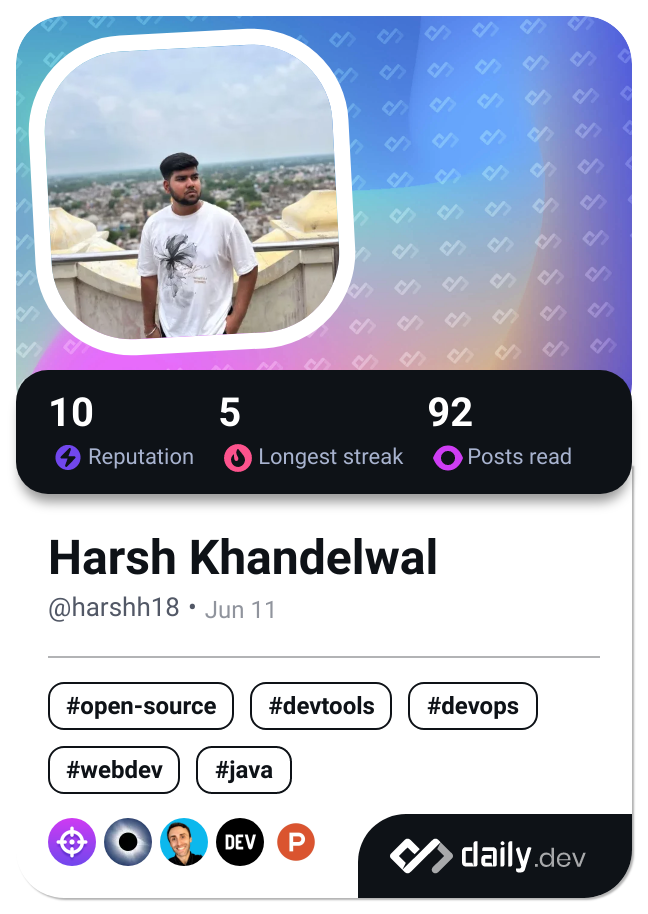 10 5 92
Reputation Longest streak Posts read
Harsh Khandelwal
@harshh18 • Jun 11
#open-source #devtools #devops
#webdev #java
DEV P
daily.dev